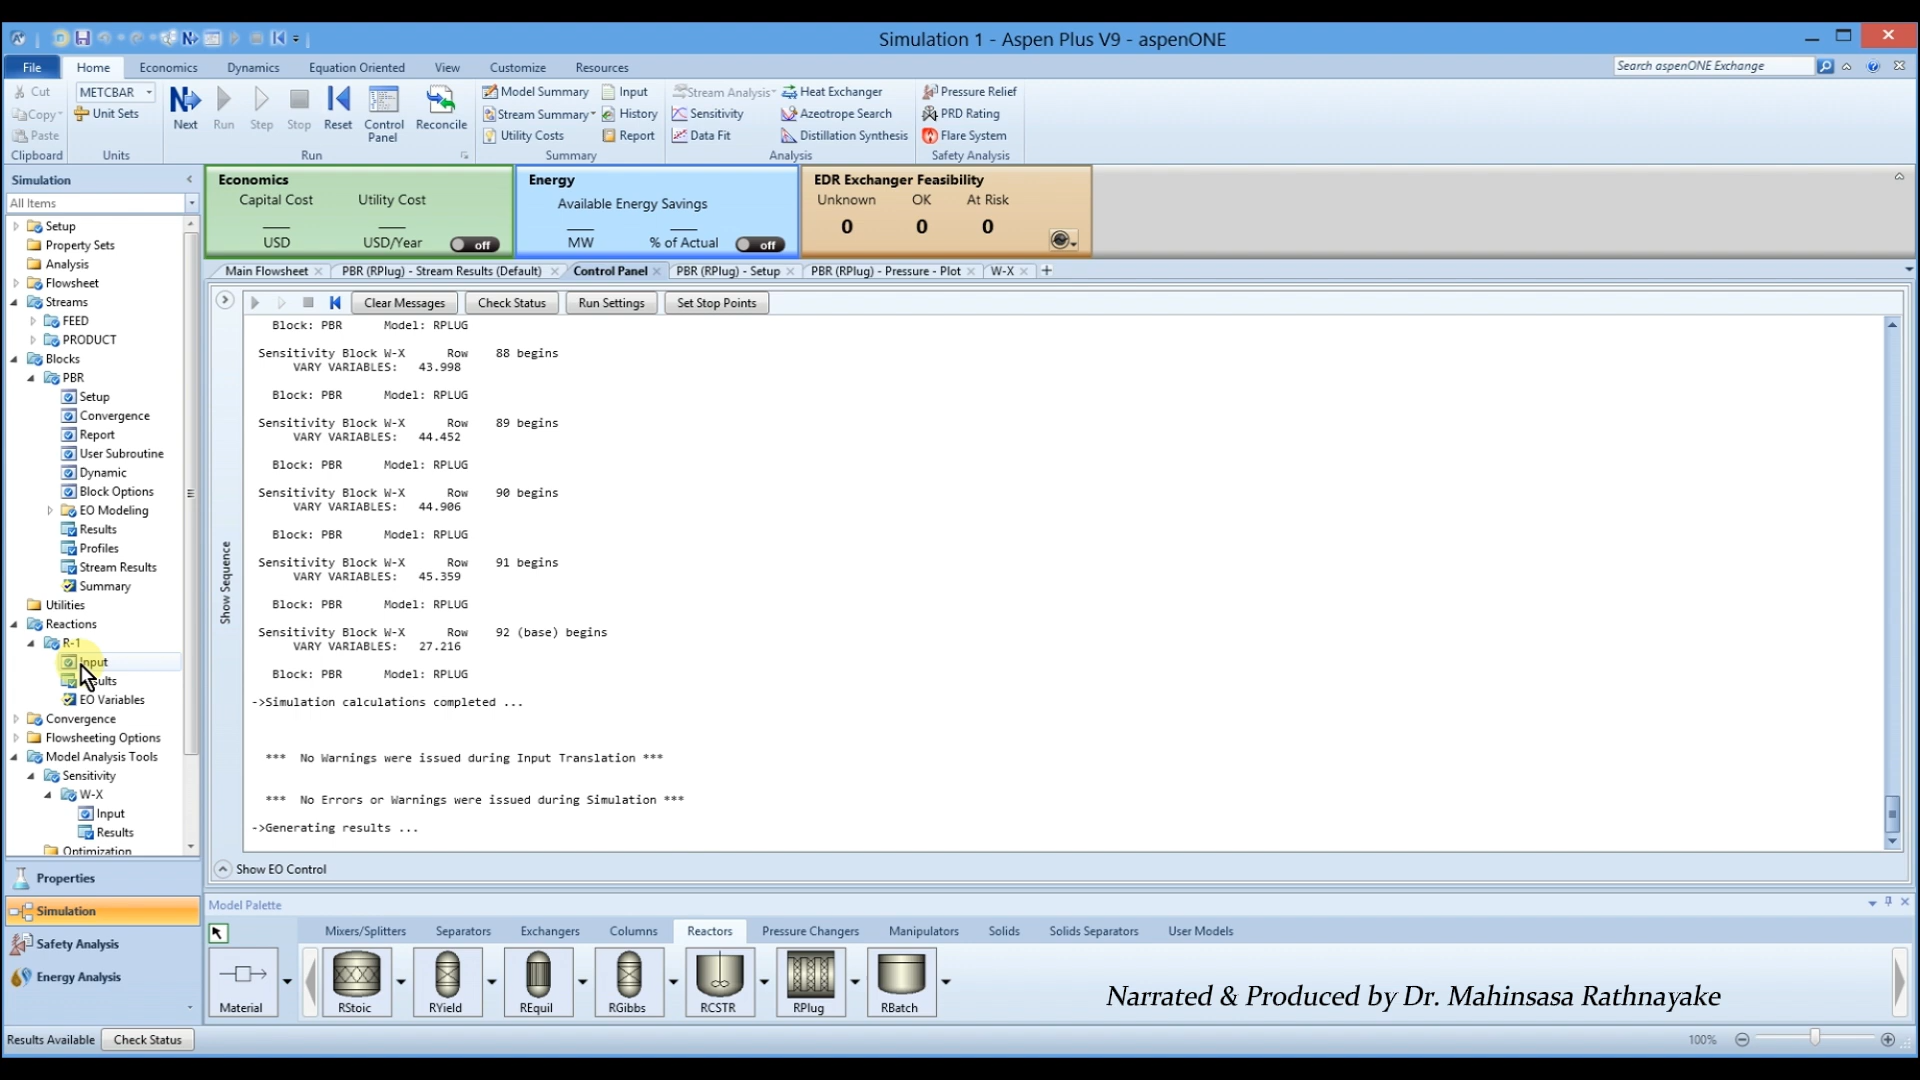 Simulation 1 - Aspen Plus V9 - aspenONE
File Home Economics Dynamics Equation Oriented View Customize Resources Search aspenONE Exchange
Cut METCBAR Model Summary Input Stream Analysis Heat Exchanger Pressure Relief
Copy Unit Sets Next Run Step Stop Reset Control Panel Reconcile Stream Summary History Sensitivity Azeotrope Search PRD Rating
Paste Utility Costs Report Data Fit Distillation Synthesis Flare System
Clipboard Units Run Summary Analysis Safety Analysis
Simulation
All Items
Setup
Property Sets
Analysis
Flowsheet
Streams
FEED
PRODUCT
Blocks
PBR
Setup
Convergence
Report
User Subroutine
Dynamic
Block Options
EO Modeling
Results
Profiles
Stream Results
Summary
Utilities
Reactions
R-1
Input
EO Variables
Convergence
Flowsheeting Options
Model Analysis Tools
Sensitivity
W-X
Input
Results
Optimization
Properties
Simulation
Safety Analysis
Energy Analysis
Economics
Capital Cost Utility Cost
USD USD/Year off
Energy
Available Energy Savings
MW % of Actual off
EDR Exchanger Feasibility
Unknown OK At Risk
0 0 0
Main Flowsheet PBR (RPlug) - Stream Results (Default) Control Panel PBR (RPlug) - Setup PBR (RPlug) - Pressure - Plot W-X
Clear Messages Check Status Run Settings Set Stop Points
Show Sequence
Block: PBR Model: RPLUG
Sensitivity Block W-X Row 88 begins
VARY VARIABLES: 43.998
Block: PBR Model: RPLUG
Sensitivity Block W-X Row 89 begins
VARY VARIABLES: 44.452
Block: PBR Model: RPLUG
Sensitivity Block W-X Row 90 begins
VARY VARIABLES: 44.906
Block: PBR Model: RPLUG
Sensitivity Block W-X Row 91 begins
VARY VARIABLES: 45.359
Block: PBR Model: RPLUG
Sensitivity Block W-X Row 92 (base) begins
VARY VARIABLES: 27.216
Block: PBR Model: RPLUG
->Simulation calculations completed ...
*** No Warnings were issued during Input Translation ***
*** No Errors or Warnings were issued during Simulation ***
->Generating results ...
Show EO Control
Model Palette
Mixers/Splitters Separators Exchangers Columns Reactors Pressure Changers Manipulators Solids Solids Separators User Models
Material RStoic RYield REquil RGibbs RCSTR RPlug RBatch
Narrated & Produced by Dr. Mahinsasa Rathnayake
Results Available Check Status 100%